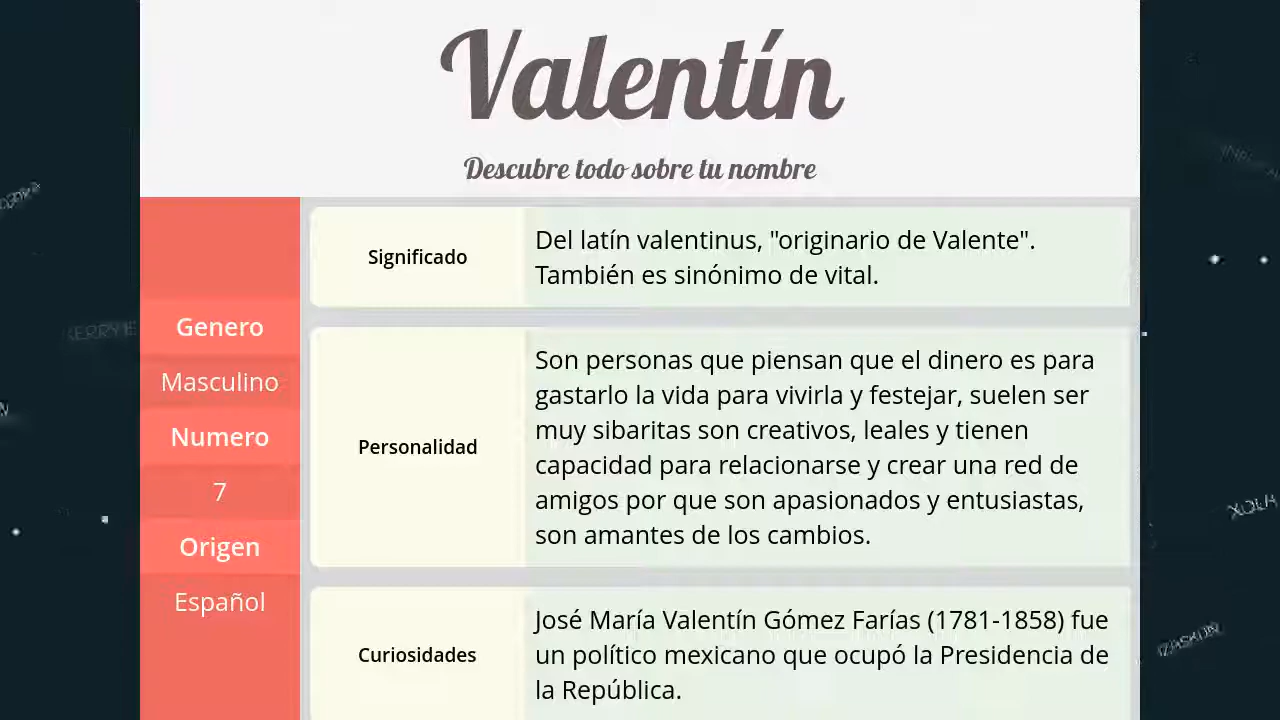 Valentín
Descubre todo sobre tu nombre
Genero
Masculino
Numero
7
Origen
Español
Significado
Del latín valentinus, "originario de Valente".
También es sinónimo de vital.
Personalidad
Son personas que piensan que el dinero es para
gastarlo la vida para vivirla y festejar, suelen ser
muy sibaritas son creativos, leales y tienen
capacidad para relacionarse y crear una red de
amigos por que son apasionados y entusiastas,
son amantes de los cambios.
Curiosidades
José María Valentín Gómez Farías (1781-1858) fue
un político mexicano que ocupó la Presidencia de
la República.